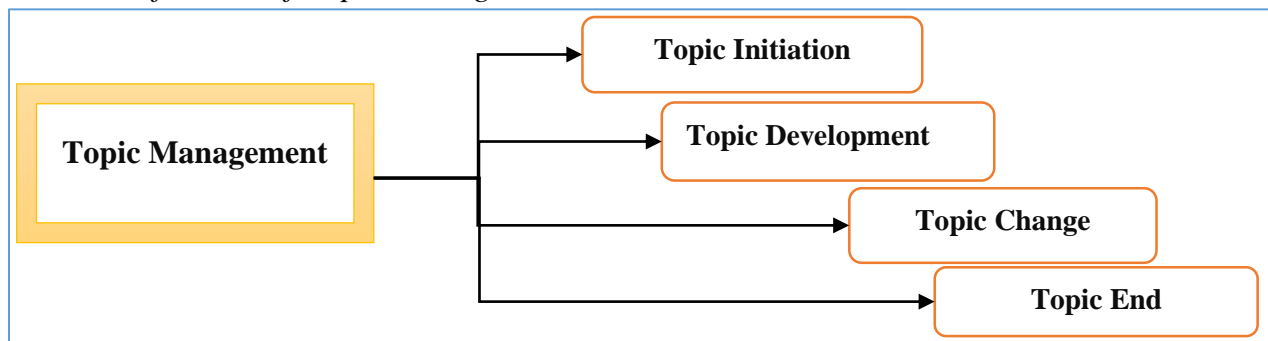 Topic Initiation
Topic Development
Topic Management
Topic Change
Topic End